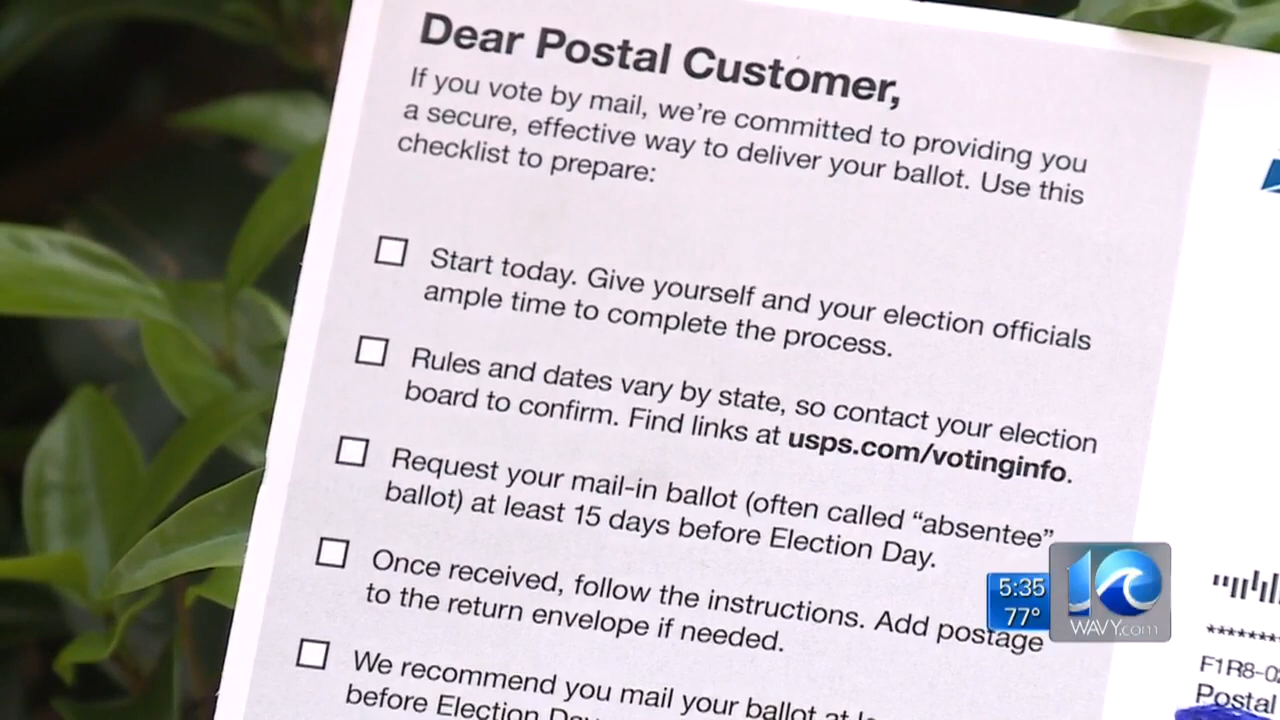 Dear Postal Customer,
If you vote by mail, we're committed to providing you
a secure, effective way to deliver your ballot. Use this
checklist to prepare:
Start today. Give yourself and your election officials
ample time to complete the process.
Rules and dates vary by state, so contact your election
board to confirm. Find links at usps.com/votinginfo.
Request your mail-in ballot (often called “absentee”
ballot) at least 15 days before Election Day.
Once received, follow the instructions. Add postage
to the return envelope if needed.
We recommend you mail your ballot at
before Election
5:35
77°
10
WAVY.com
F1R8-02
Postal